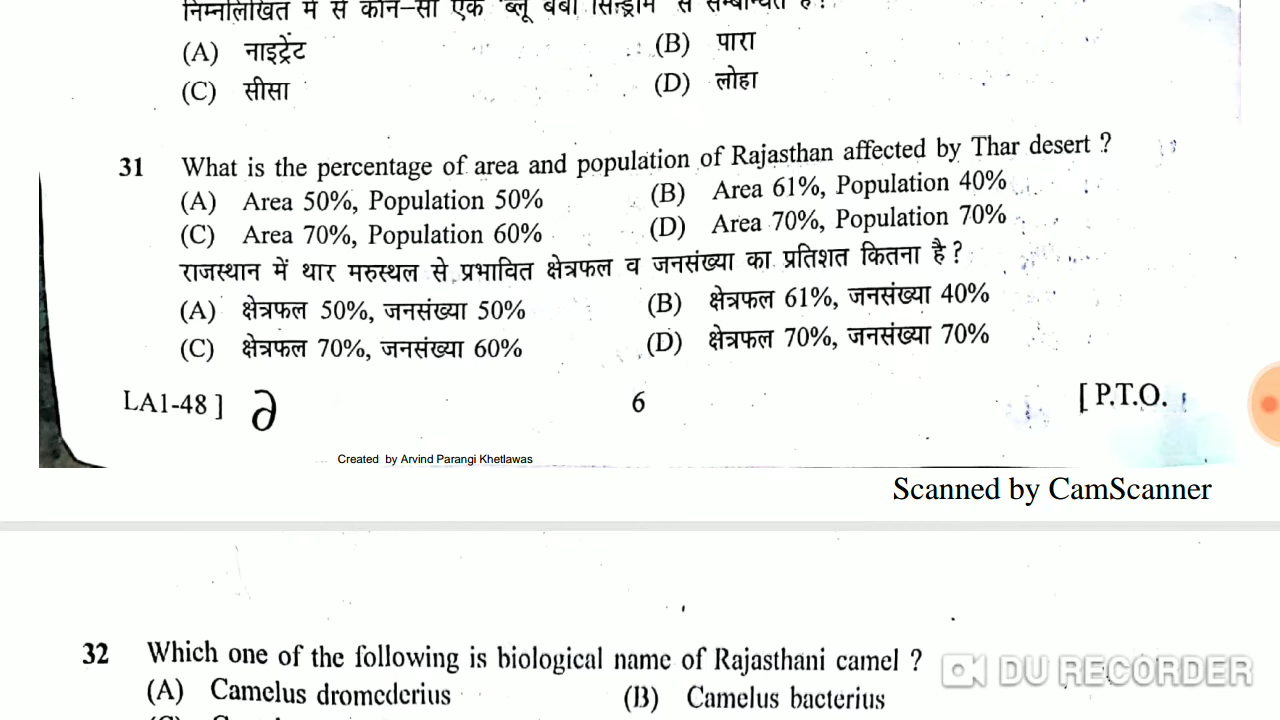 निम्नलिखित में से कौन-सा एक ब्लू बेबी सिन्ड्रोम से सम्बन्धित है ?
(A) नाइट्रेंट (B) पारा
(C) सीसा (D) लोहा
31 What is the percentage of area and population of Rajasthan affected by Thar desert ?
(A) Area 50%, Population 50% (B) Area 61%, Population 40%
(C) Area 70%, Population 60% (D) Area 70%, Population 70%
राजस्थान में थार मरुस्थल से प्रभावित क्षेत्रफल व जनसंख्या का प्रतिशत कितना है ?
(A) क्षेत्रफल 50%, जनसंख्या 50% (B) क्षेत्रफल 61%, जनसंख्या 40%
(C) क्षेत्रफल 70%, जनसंख्या 60% (D) क्षेत्रफल 70%, जनसंख्या 70%
LA1-48 ] 6 [ P.T.O.
Created by Arvind Parangi Khetlawas
Scanned by CamScanner
32 Which one of the following is biological name of Rajasthani camel ?
(A) Camelus dromederius (B) Camelus bacterius
(C)
DU RECORDER